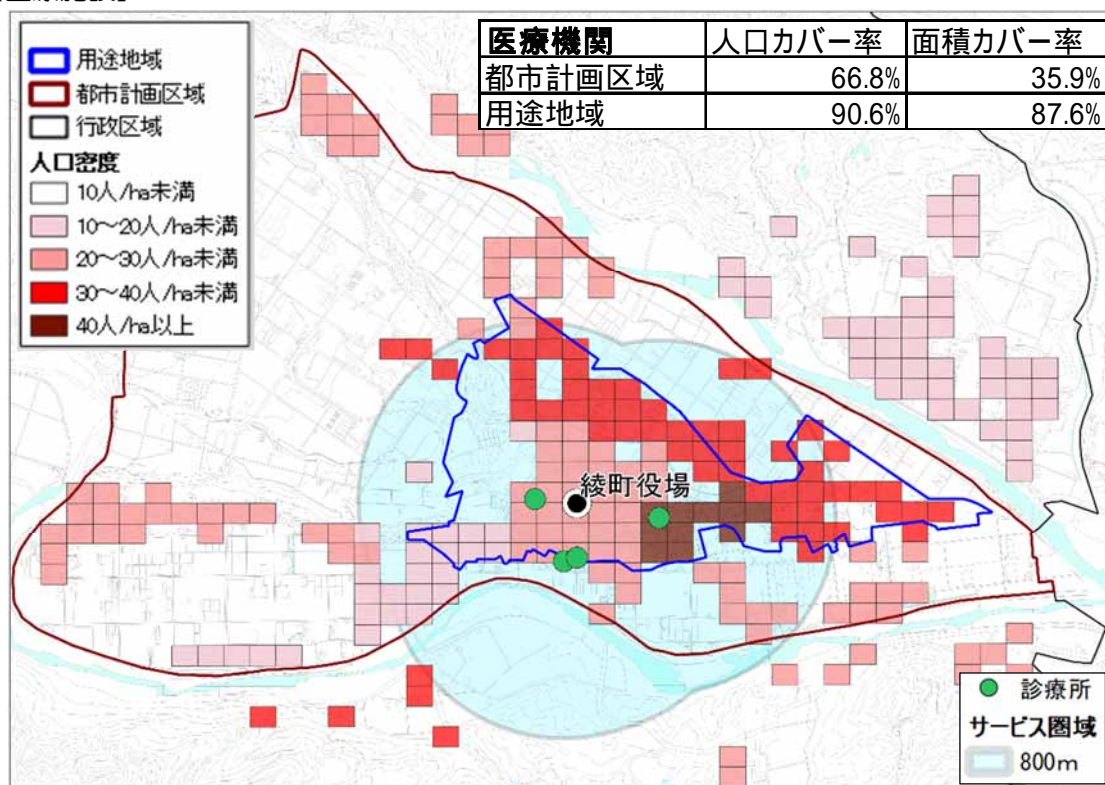 用途地域
都市計画区域
行政区域
人口密度
10人/ha未満
10～20人/ha未満
20～30人/ha未満
30～40人/ha未満
40人/ha以上
医療機関 人口カバー率 面積カバー率
都市計画区域 66.8% 35.9%
用途地域 90.6% 87.6%
綾町役場
診療所
サービス圏域
800m